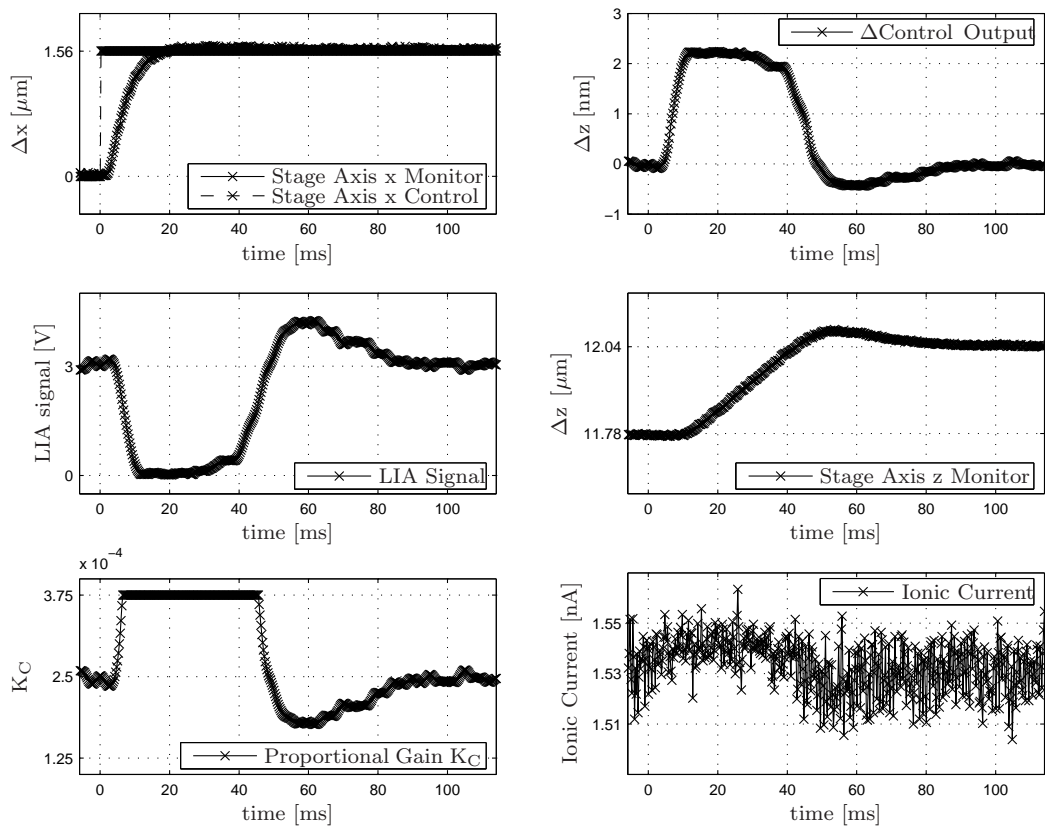 1.56
0
Δx [μm]
Stage Axis x Monitor
Stage Axis x Control
0 20 40 60 80 100
time [ms]
3
2
1
0
−1
Δz [nm]
ΔControl Output
0 20 40 60 80 100
time [ms]
3
0
LIA signal [V]
LIA Signal
0 20 40 60 80 100
time [ms]
12.04
11.78
Δz [μm]
Stage Axis z Monitor
0 20 40 60 80 100
time [ms]
x 10⁻⁴
3.75
2.5
1.25
K_C
Proportional Gain K_C
0 20 40 60 80 100
time [ms]
1.55
1.53
1.51
Ionic Current [nA]
Ionic Current
0 20 40 60 80 100
time [ms]